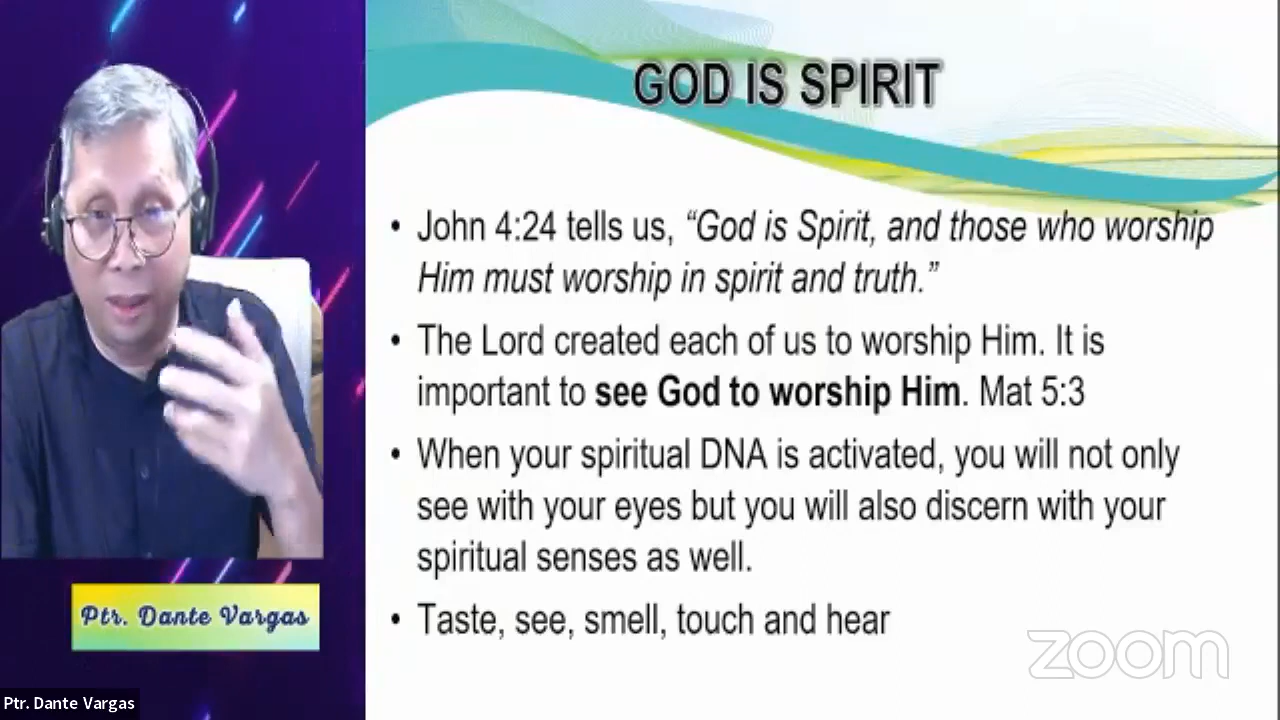 GOD IS SPIRIT
• John 4:24 tells us, “God is Spirit, and those who worship
Him must worship in spirit and truth.”
• The Lord created each of us to worship Him. It is
important to see God to worship Him. Mat 5:3
• When your spiritual DNA is activated, you will not only
see with your eyes but you will also discern with your
spiritual senses as well.
• Taste, see, smell, touch and hear
Ptr. Dante Vargas
Ptr. Dante Vargas
zoom